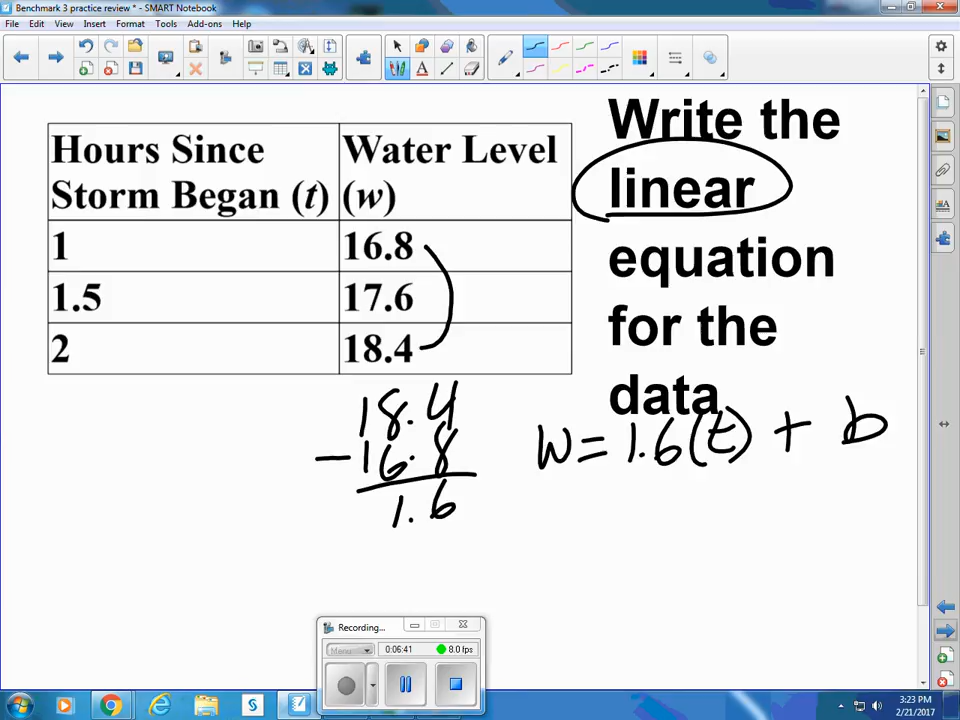 Benchmark 3 practice review * - SMART Notebook
File Edit View Insert Format Tools Add-ons Help
Hours Since
Storm Began (t)
Water Level
(w)
1
16.8
1.5
17.6
2
18.4
Write the
linear
equation
for the
data
18.4
-16.8
1.6
w=1.6(t) + b
Recording...
Menu
0:06:41
8.0 fps
3:23 PM
2/21/2017